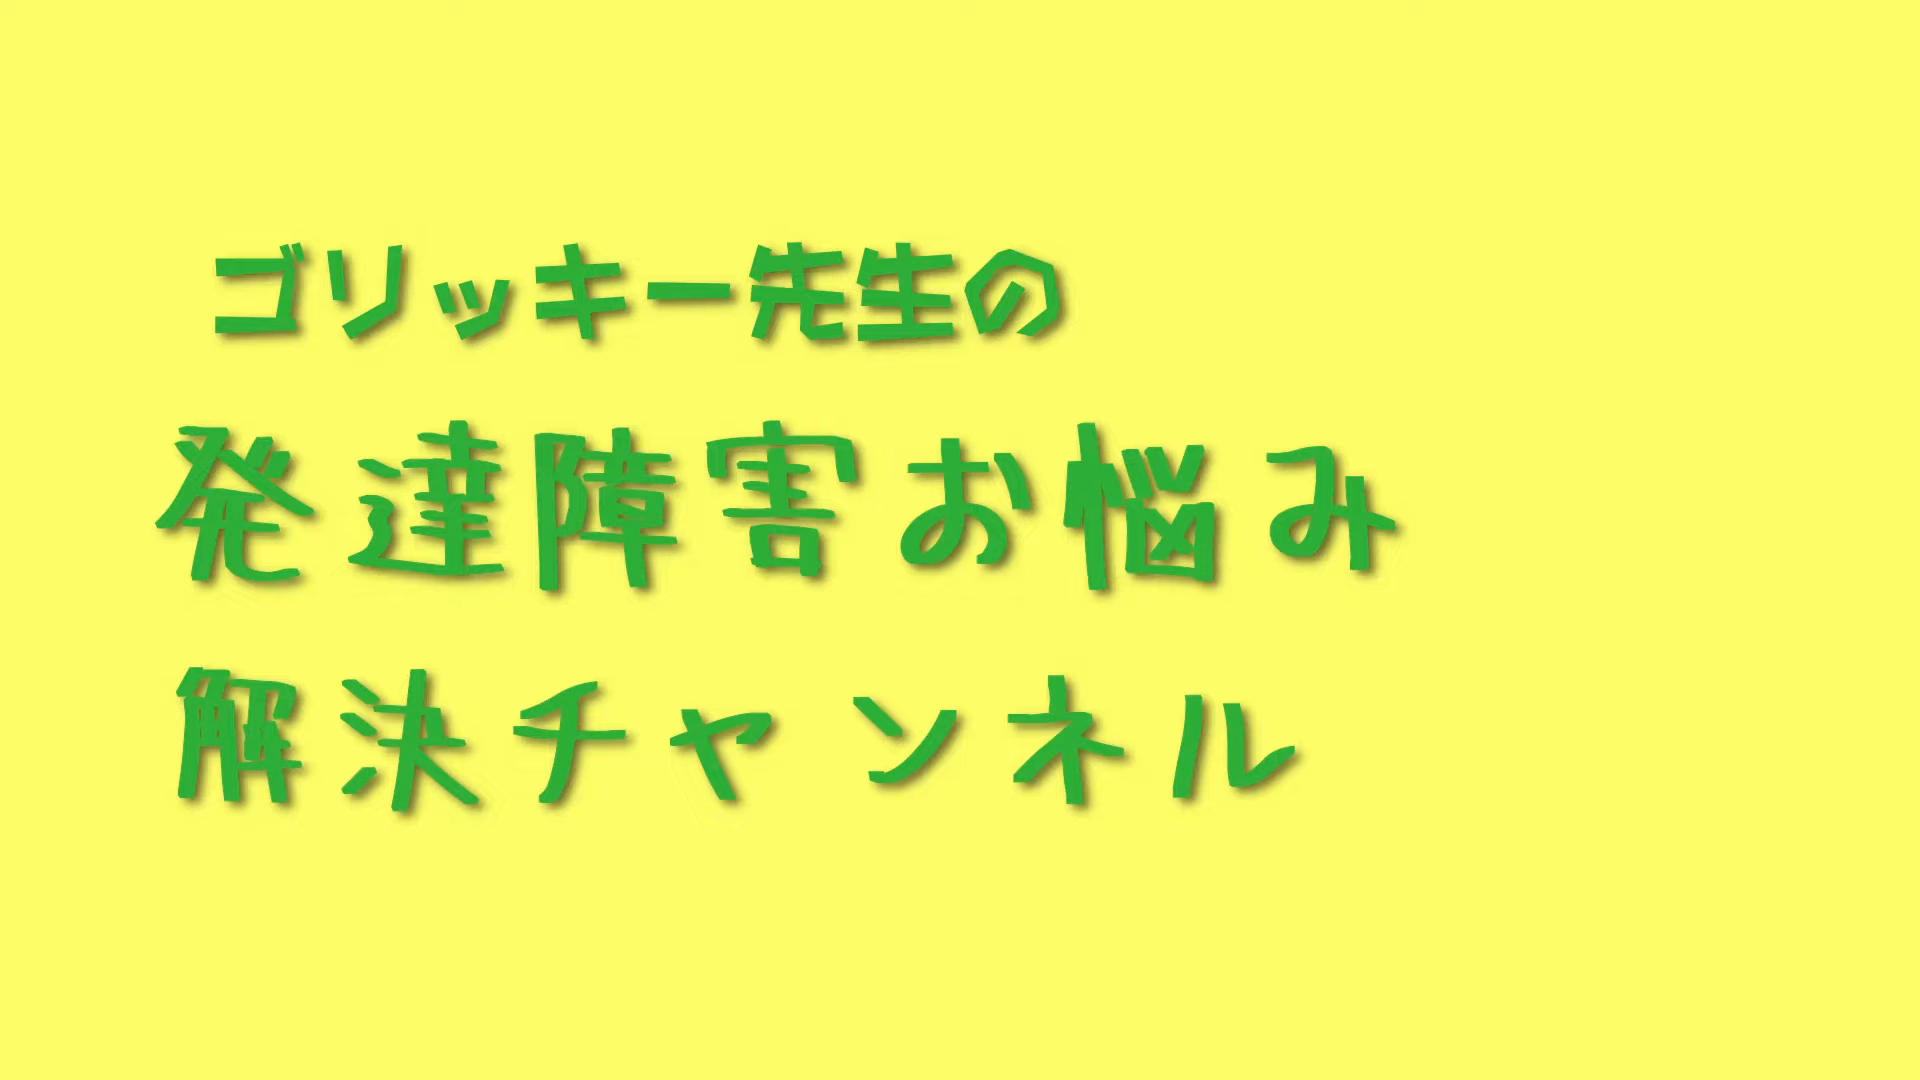 ゴリッキー先生の
発達障害お悩み
解決チャンネル